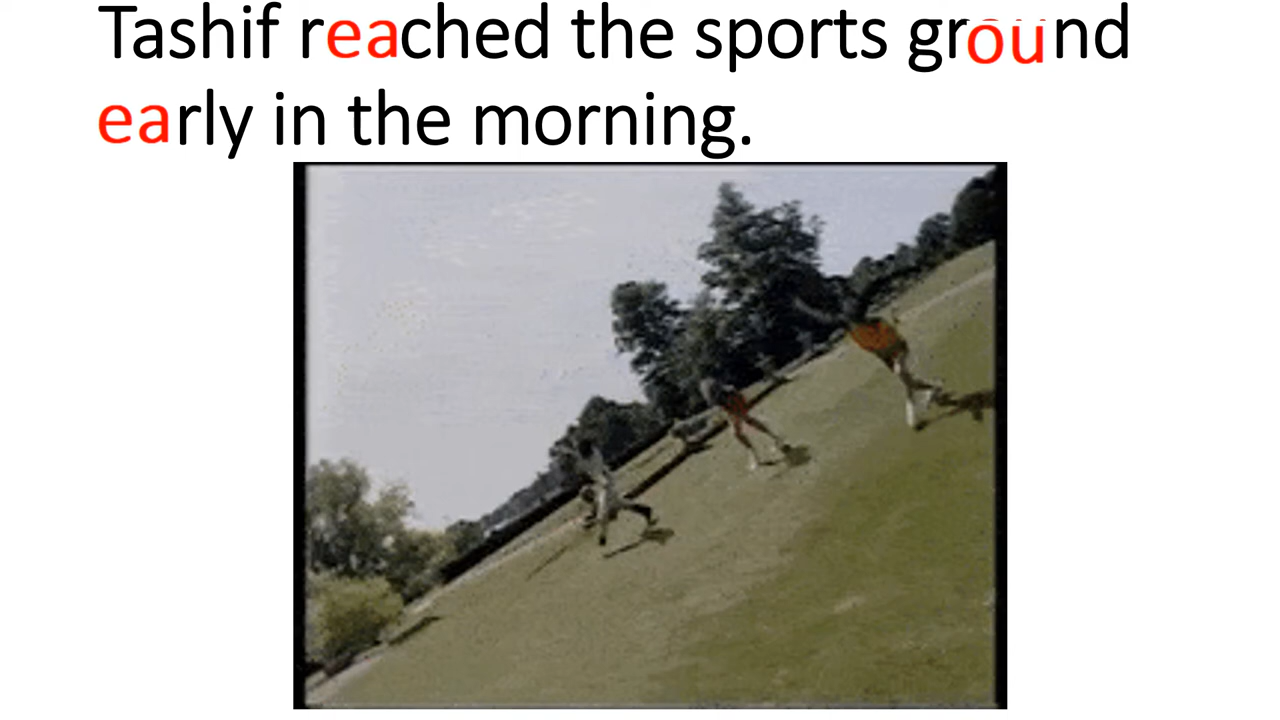 Tashif reached the sports ground
early in the morning.